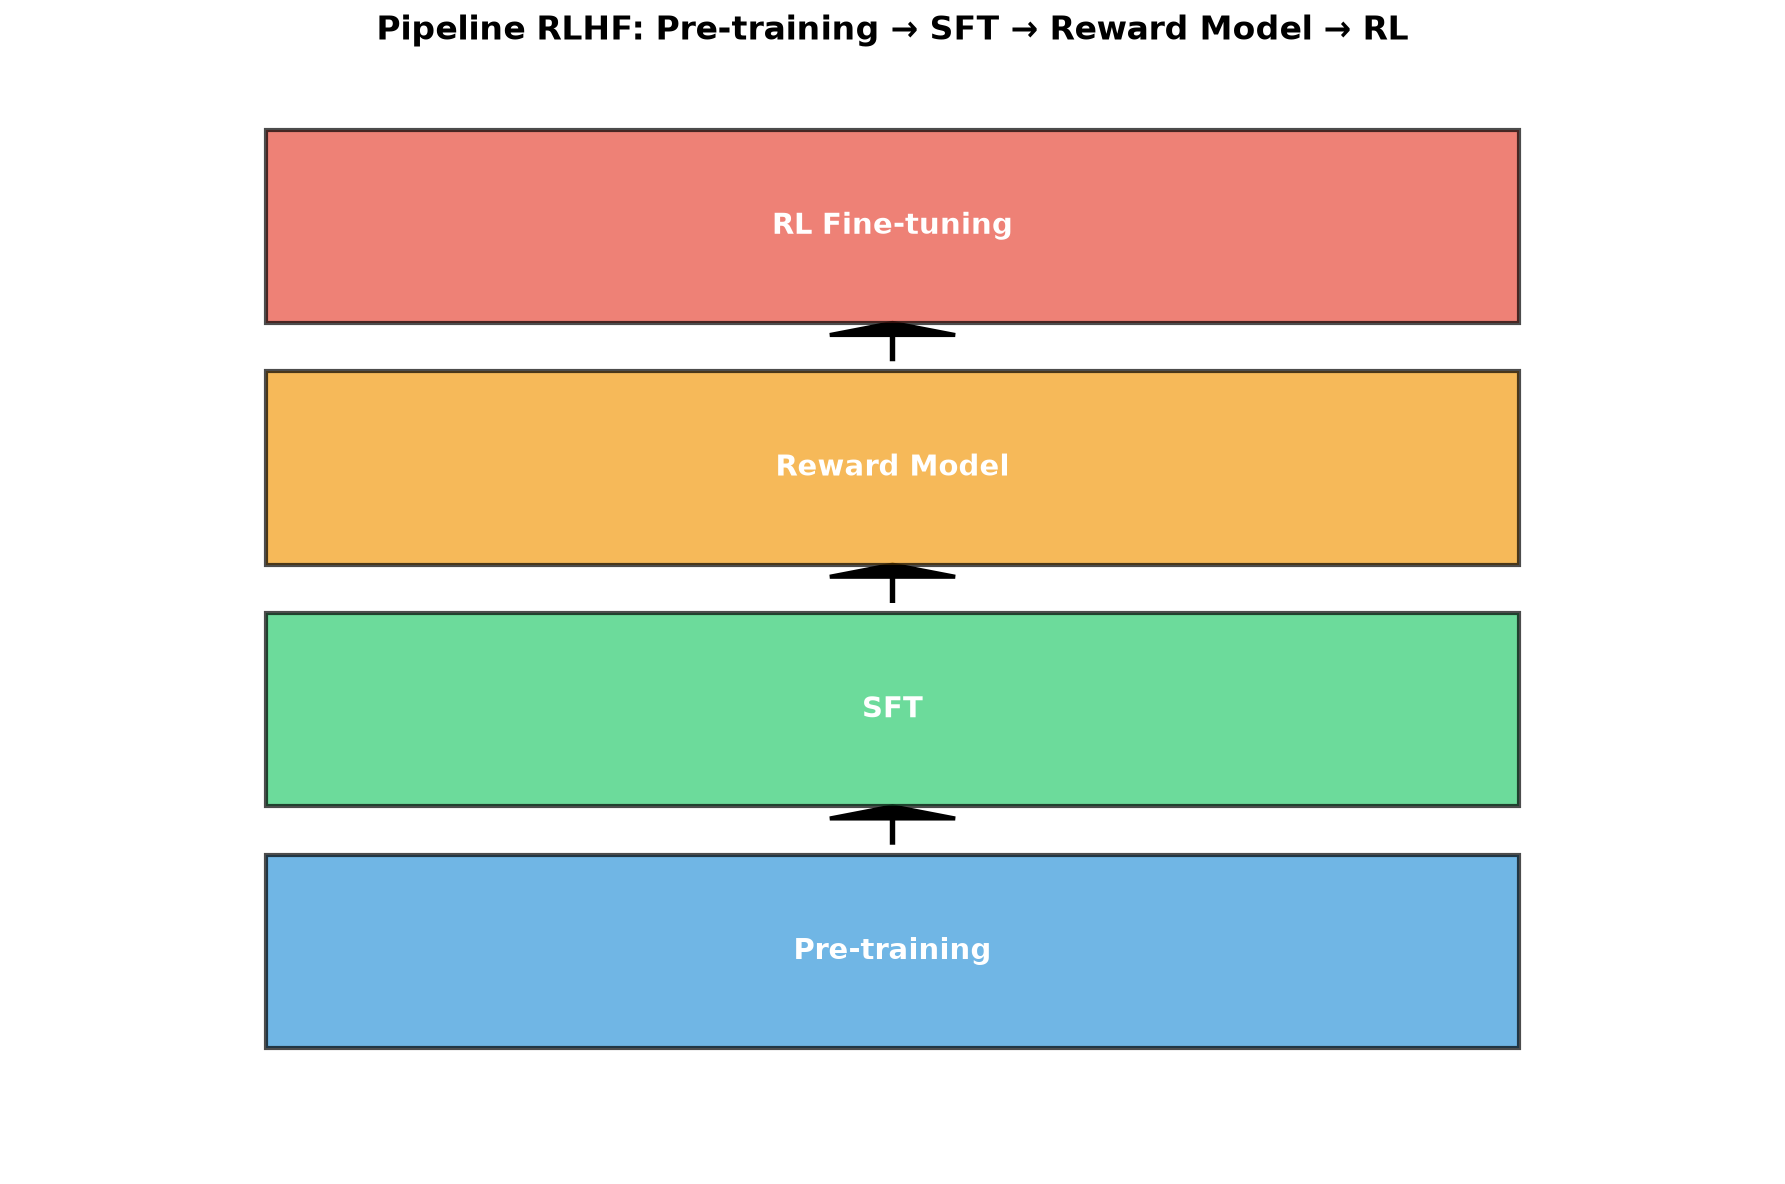 Pipeline RLHF: Pre-training → SFT → Reward Model → RL
RL Fine-tuning
Reward Model
SFT
Pre-training